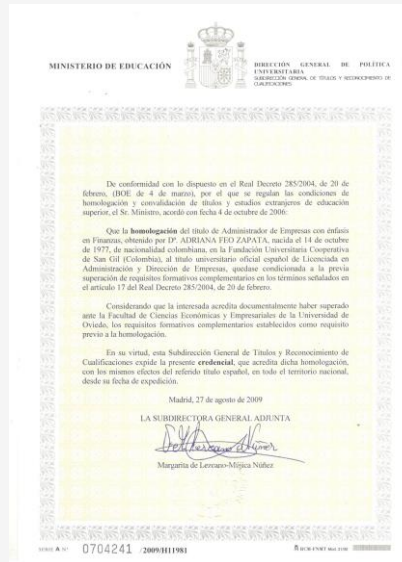 MINISTERIO DE EDUCACIÓN
DIRECCIÓN GENERAL DE POLÍTICA
UNIVERSITARIA
SUBDIRECCIÓN GENERAL DE TÍTULOS Y RECONOCIMIENTO DE
CUALIFICACIONES
De conformidad con lo dispuesto en el Real Decreto 285/2004, de 20 de
febrero, (BOE de 4 de marzo), por el que se regulan las condiciones de
homologación y convalidación de títulos y estudios extranjeros de educación
superior, el Sr. Ministro, acordó con fecha 4 de octubre de 2006:
Que la homologación del título de Administrador de Empresas con énfasis
en Finanzas, obtenido por Dª. ADRIANA FEO ZAPATA, nacida el 14 de octubre
de 1977, de nacionalidad colombiana, en la Fundación Universitaria Cooperativa
de San Gil (Colombia), al título universitario oficial español de Licenciada en
Administración y Dirección de Empresas, quedase condicionada a la previa
superación de requisitos formativos complementarios en los términos señalados en
el artículo 17 del Real Decreto 285/2004, de 20 de febrero.
Considerando que la interesada acredita documentalmente haber superado
ante la Facultad de Ciencias Económicas y Empresariales de la Universidad de
Oviedo, los requisitos formativos complementarios establecidos como requisito
previo a la homologación.
En su virtud, esta Subdirección General de Títulos y Reconocimiento de
Cualificaciones expide la presente credencial, que acredita dicha homologación,
con los mismos efectos del referido título español, en todo el territorio nacional,
desde su fecha de expedición.
Madrid, 27 de agosto de 2009
LA SUBDIRECTORA GENERAL ADJUNTA
Margarita de Lezcano-Mújica Núñez
SERIE A Nº 0704241 /2009/H11981